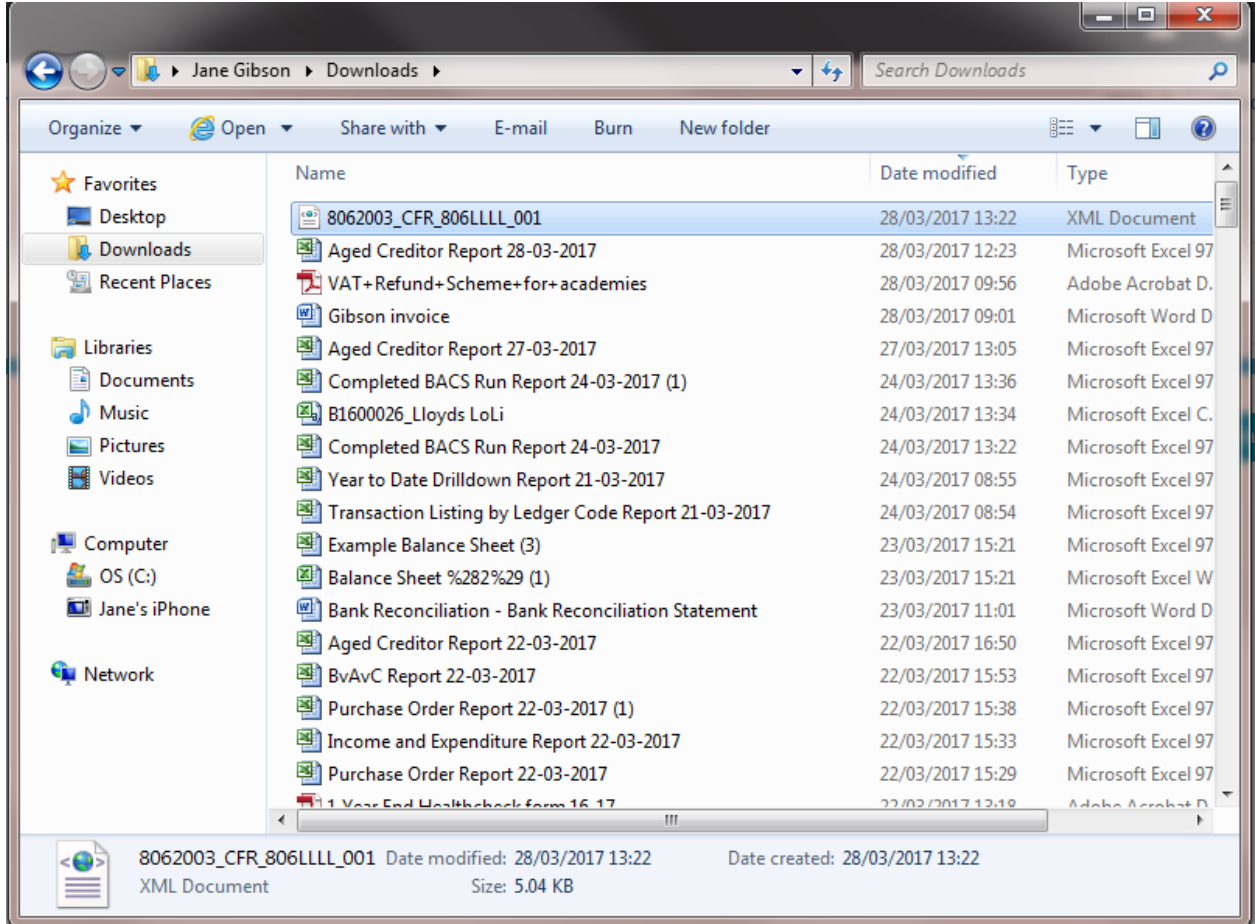 Jane Gibson Downloads Search Downloads
Organize Open Share with E-mail Burn New folder
Name Date modified Type
Favorites
Desktop
Downloads
Recent Places
Libraries
Documents
Music
Pictures
Videos
Computer
OS (C:)
Jane's iPhone
Network
8062003_CFR_806LLLL_001 28/03/2017 13:22 XML Document
Aged Creditor Report 28-03-2017 28/03/2017 12:23 Microsoft Excel 97
VAT+Refund+Scheme+for+academies 28/03/2017 09:56 Adobe Acrobat D.
Gibson invoice 28/03/2017 09:01 Microsoft Word D
Aged Creditor Report 27-03-2017 27/03/2017 13:05 Microsoft Excel 97
Completed BACS Run Report 24-03-2017 (1) 24/03/2017 13:36 Microsoft Excel 97
B1600026_Lloyds LoLi 24/03/2017 13:34 Microsoft Excel C.
Completed BACS Run Report 24-03-2017 24/03/2017 13:22 Microsoft Excel 97
Year to Date Drilldown Report 21-03-2017 24/03/2017 08:55 Microsoft Excel 97
Transaction Listing by Ledger Code Report 21-03-2017 24/03/2017 08:54 Microsoft Excel 97
Example Balance Sheet (3) 23/03/2017 15:21 Microsoft Excel 97
Balance Sheet %282%29 (1) 23/03/2017 15:21 Microsoft Excel W
Bank Reconciliation - Bank Reconciliation Statement 23/03/2017 11:01 Microsoft Word D
Aged Creditor Report 22-03-2017 22/03/2017 16:50 Microsoft Excel 97
BvAvC Report 22-03-2017 22/03/2017 15:53 Microsoft Excel 97
Purchase Order Report 22-03-2017 (1) 22/03/2017 15:38 Microsoft Excel 97
Income and Expenditure Report 22-03-2017 22/03/2017 15:33 Microsoft Excel 97
Purchase Order Report 22-03-2017 22/03/2017 15:29 Microsoft Excel 97
1 Year End Healthcheck form 16-17 22/03/2017 13:18 Adobe Acrobat D
8062003_CFR_806LLLL_001 Date modified: 28/03/2017 13:22 Date created: 28/03/2017 13:22
XML Document Size: 5.04 KB